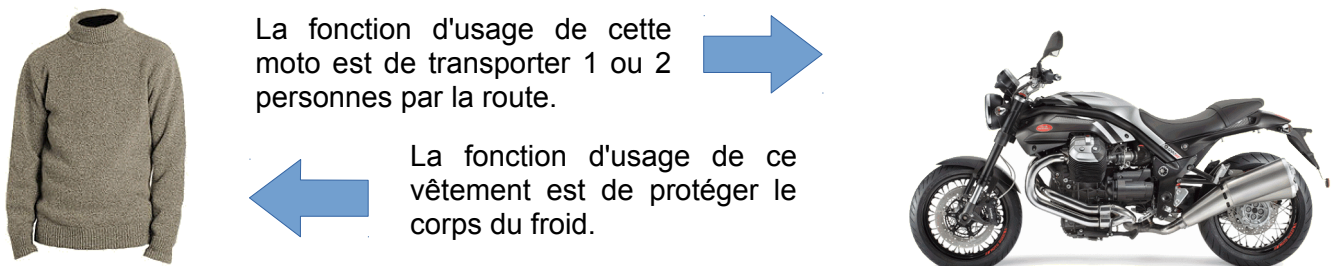 La fonction d'usage de cette
moto est de transporter 1 ou 2
personnes par la route.
La fonction d'usage de ce
vêtement est de protéger le
corps du froid.